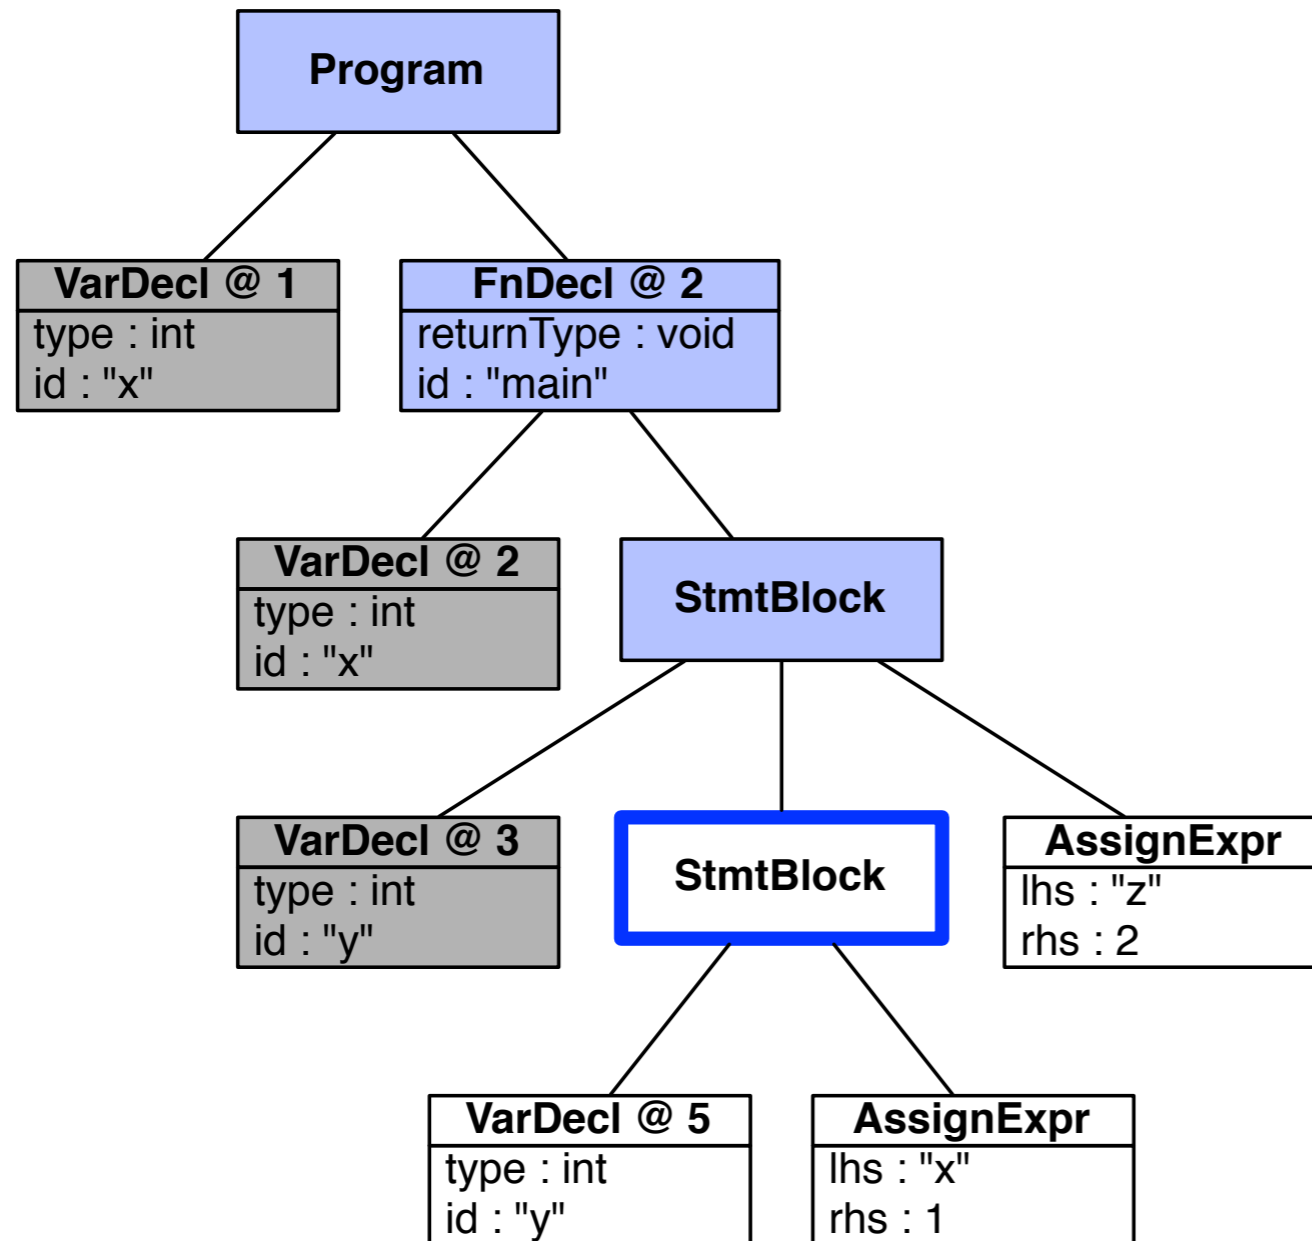 Program
VarDecl @ 1
type : int
id : "x"
FnDecl @ 2
returnType : void
id : "main"
VarDecl @ 2
type : int
id : "x"
StmtBlock
VarDecl @ 3
type : int
id : "y"
StmtBlock
AssignExpr
lhs : "z"
rhs : 2
VarDecl @ 5
type : int
id : "y"
AssignExpr
lhs : "x"
rhs : 1